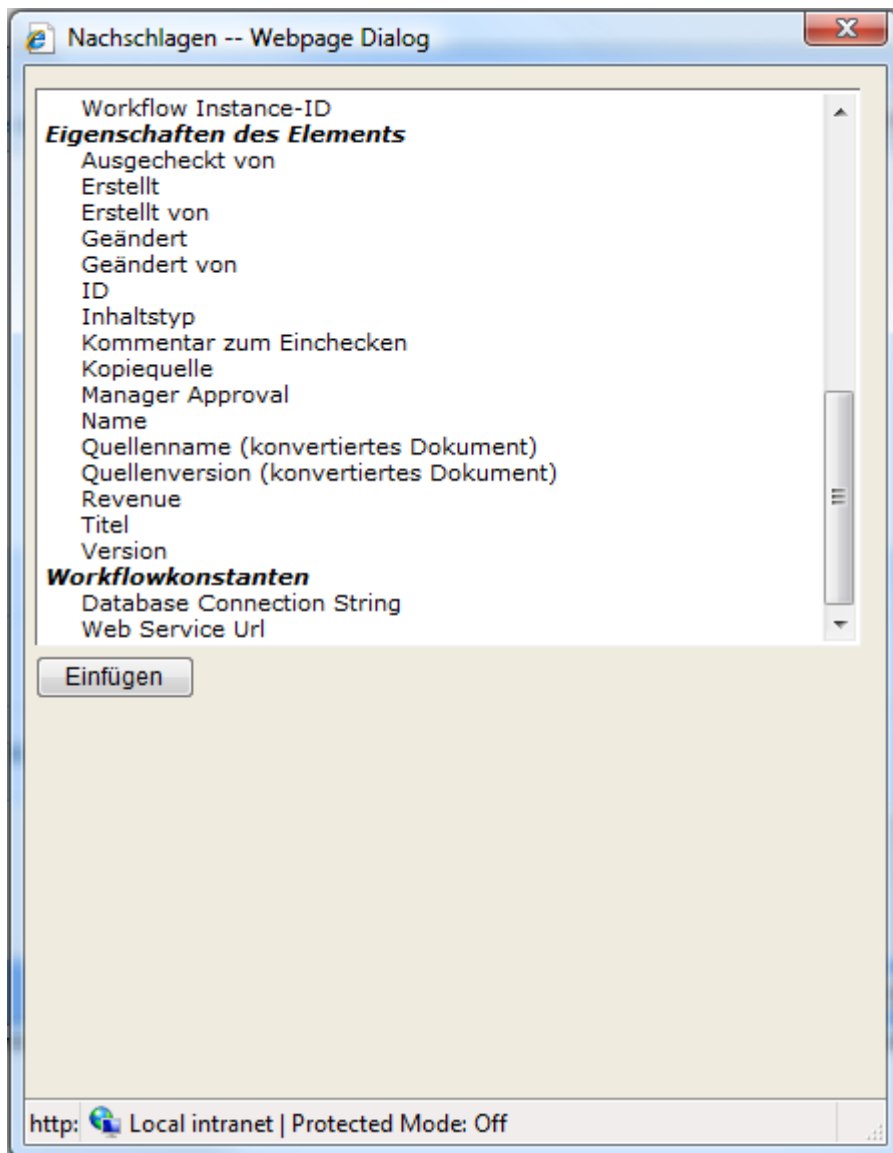 Nachschlagen -- Webpage Dialog
Workflow Instance-ID
Eigenschaften des Elements
Ausgecheckt von
Erstellt
Erstellt von
Geändert
Geändert von
ID
Inhaltstyp
Kommentar zum Einchecken
Kopiequelle
Manager Approval
Name
Quellenname (konvertiertes Dokument)
Quellenversion (konvertiertes Dokument)
Revenue
Titel
Version
Workflowkonstanten
Database Connection String
Web Service Url
Einfügen
http: Local intranet | Protected Mode: Off